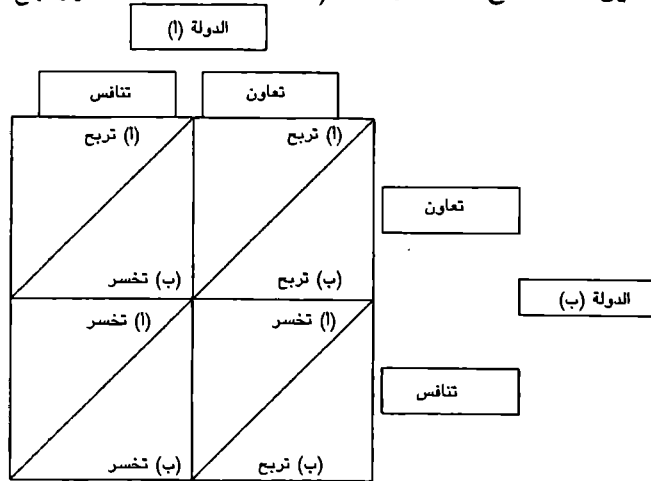 الدولة (أ)
تعاون
تنافس
(أ) تربح
(أ) تربح
تعاون
(ب) تربح
(ب) تخسر
الدولة (ب)
(أ) تخسر
(أ) تخسر
تنافس
(ب) تربح
(ب) تخسر